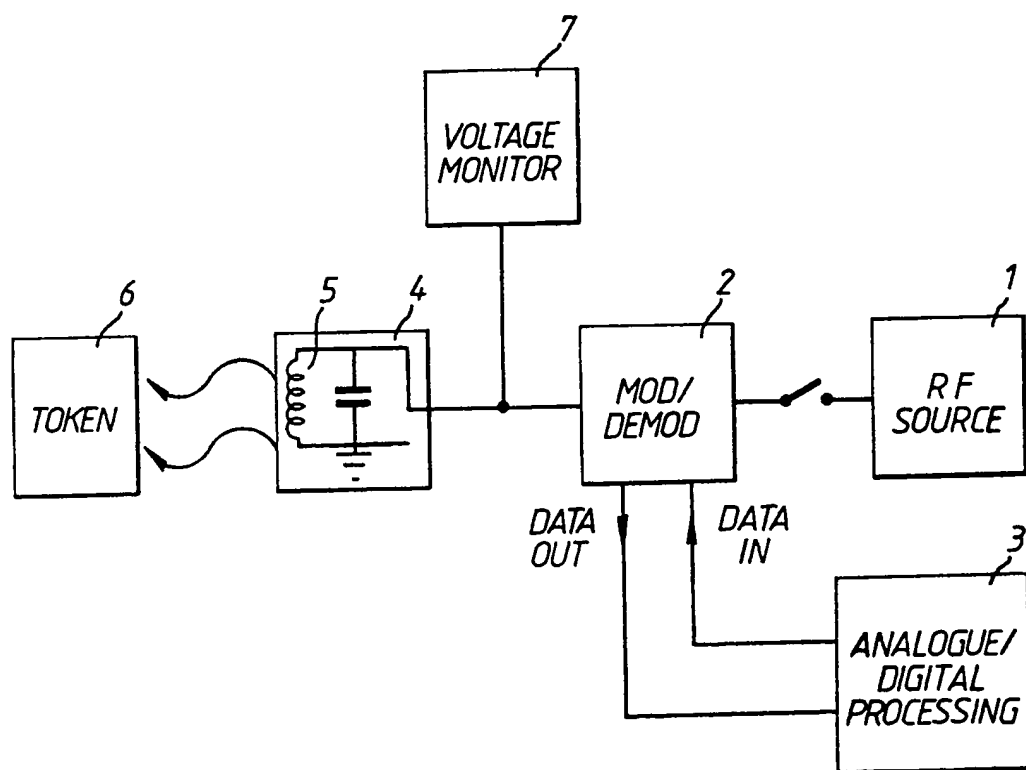 7
VOLTAGE
MONITOR
6
TOKEN
5
4
2
MOD/
DEMOD
1
RF
SOURCE
DATA
OUT
DATA
IN
3
ANALOGUE/
DIGITAL
PROCESSING